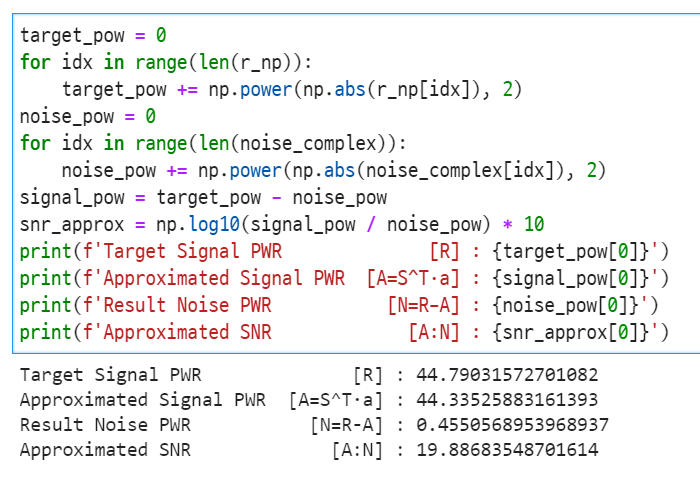 target_pow = 0
for idx in range(len(r_np)):
    target_pow += np.power(np.abs(r_np[idx]), 2)
noise_pow = 0
for idx in range(len(noise_complex)):
    noise_pow += np.power(np.abs(noise_complex[idx]), 2)
signal_pow = target_pow - noise_pow
snr_approx = np.log10(signal_pow / noise_pow) * 10
print(f'Target Signal PWR              [R] : {target_pow[0]}')
print(f'Approximated Signal PWR  [A=S^T·a] : {signal_pow[0]}')
print(f'Result Noise PWR           [N=R-A] : {noise_pow[0]}')
print(f'Approximated SNR             [A:N] : {snr_approx[0]}')
Target Signal PWR              [R] : 44.79031572701082
Approximated Signal PWR  [A=S^T·a] : 44.33525883161393
Result Noise PWR           [N=R-A] : 0.4550568953968937
Approximated SNR             [A:N] : 19.88683548701614